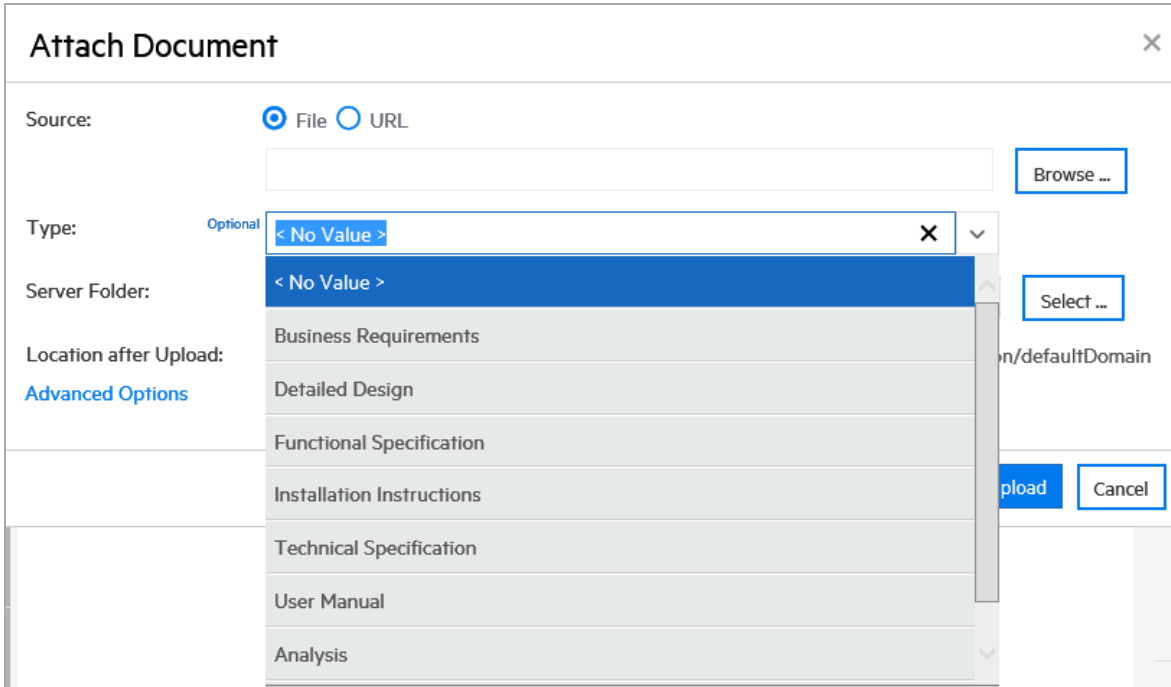 Attach Document
Source:
File
URL
Browse ...
Type:
Optional
< No Value >
< No Value >
Server Folder:
Select ...
Business Requirements
Location after Upload:
on/defaultDomain
Detailed Design
Advanced Options
Functional Specification
Installation Instructions
pload
Cancel
Technical Specification
User Manual
Analysis